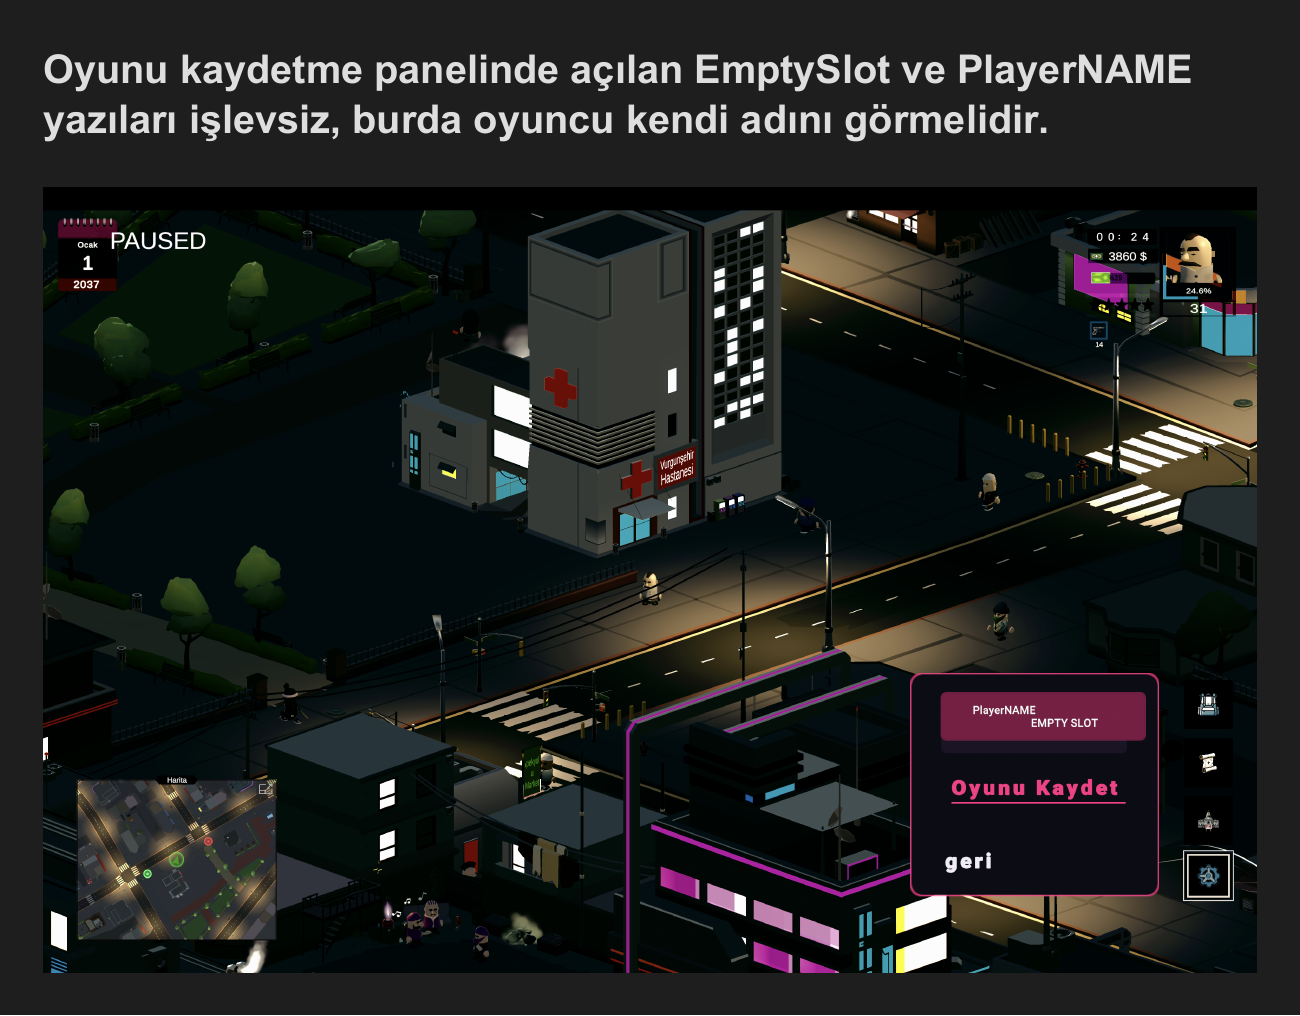 Oyunu kaydetme panelinde açılan EmptySlot ve PlayerNAME
yazıları işlevsiz, burda oyuncu kendi adını görmelidir.
Ocak
1
2037
PAUSED
00: 24
3860 $
24.6%
31
14
Vurgunşehir
Hastanesi
PlayerNAME
EMPTY SLOT
Oyunu Kaydet
geri
Harita